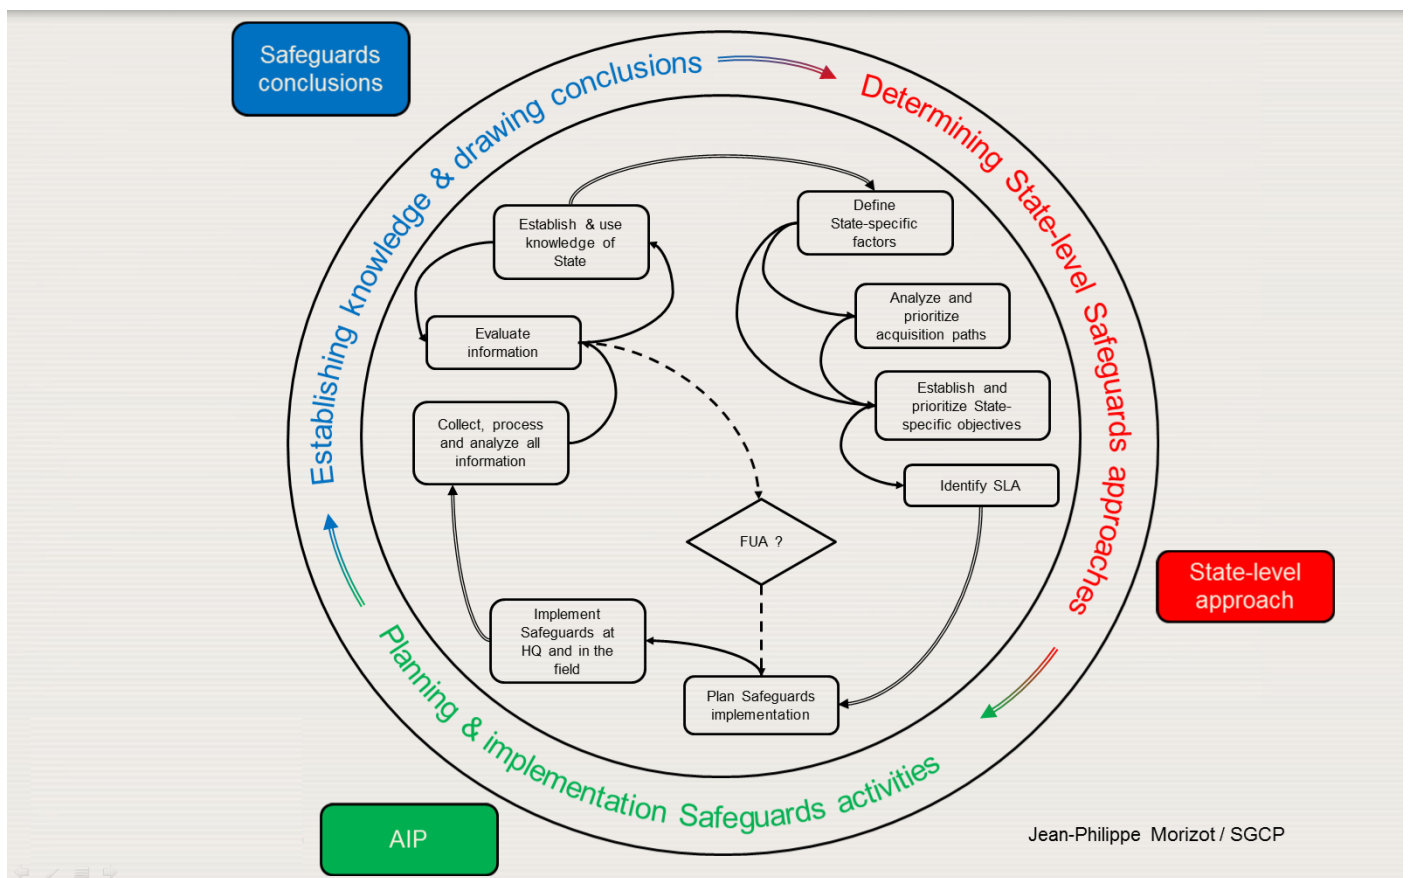 Safeguards
conclusions
Establishing knowledge & drawing conclusions
Determining State-level Safeguards approaches
Establish & use
knowledge of
State
Define
State-specific
factors
Evaluate
information
Analyze and
prioritize
acquisition paths
Collect, process
and analyze all
information
Establish and
prioritize State-
specific objectives
Identify SLA
FUA ?
State-level
approach
Implement
Safeguards at
HQ and in the
field
Plan Safeguards
implementation
Planning & implementation Safeguards activities
AIP
Jean-Philippe Morizot / SGCP